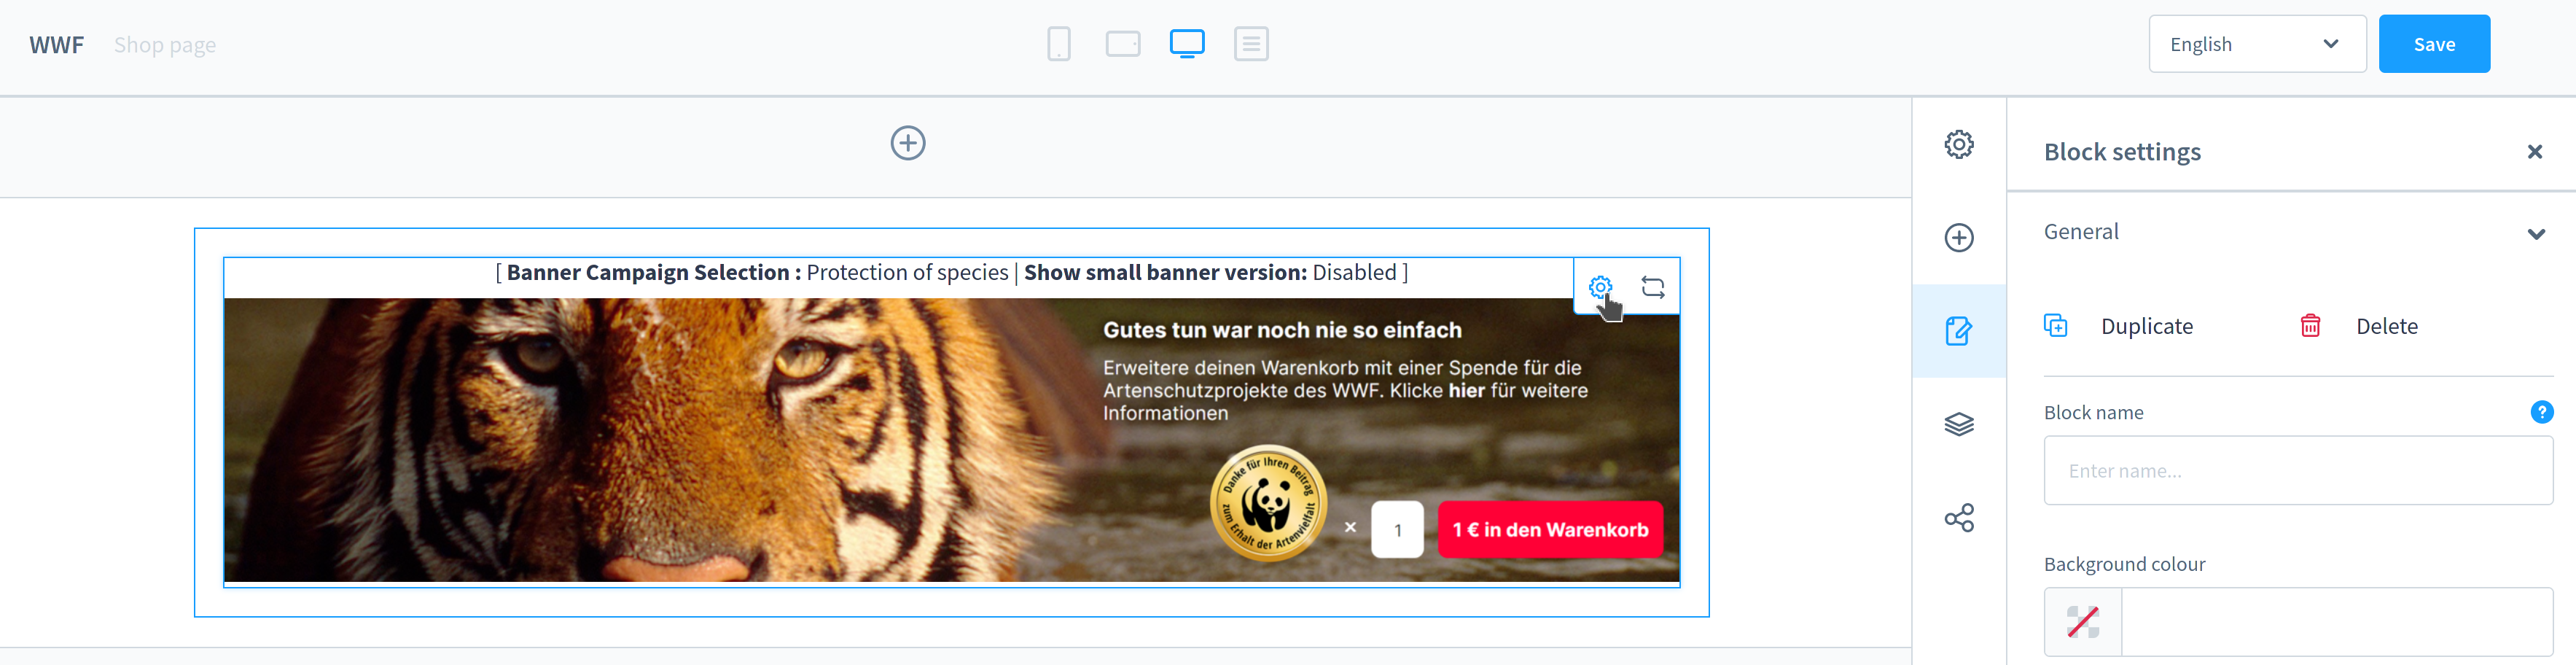 WWF Shop page
English
Save
Block settings
General
Duplicate
Delete
Block name
?
Enter name...
Background colour
[ Banner Campaign Selection : Protection of species | Show small banner version: Disabled ]
Gutes tun war noch nie so einfach
Erweitere deinen Warenkorb mit einer Spende für die
Artenschutzprojekte des WWF. Klicke hier für weitere
Informationen
Danke für Ihren Beitrag
zum Erhalt der Artenvielfalt
× 1
1 € in den Warenkorb